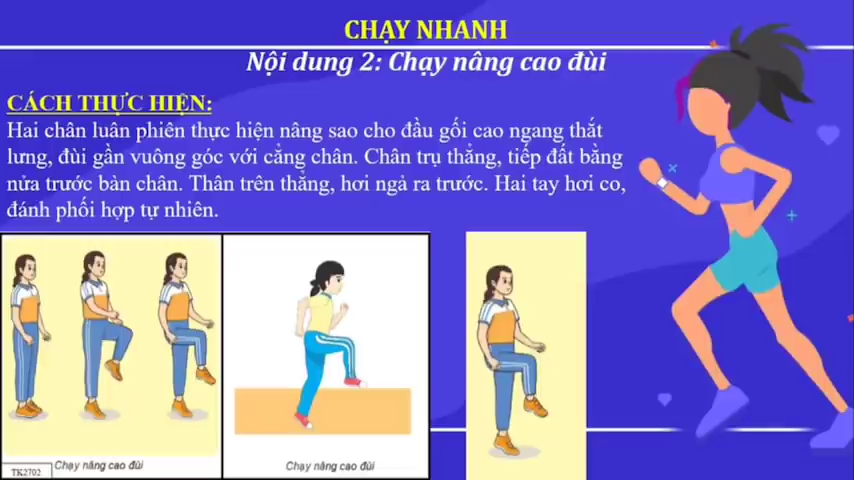 CHẠY NHANH
Nội dung 2: Chạy nâng cao đùi
CÁCH THỰC HIỆN:
Hai chân luân phiên thực hiện nâng sao cho đầu gối cao ngang thắt
lưng, đùi gần vuông góc với cẳng chân. Chân trụ thẳng, tiếp đất bằng
nửa trước bàn chân. Thân trên thẳng, hơi ngả ra trước. Hai tay hơi co,
đánh phối hợp tự nhiên.
TK2702
Chạy nâng cao đùi
Chạy nâng cao đùi